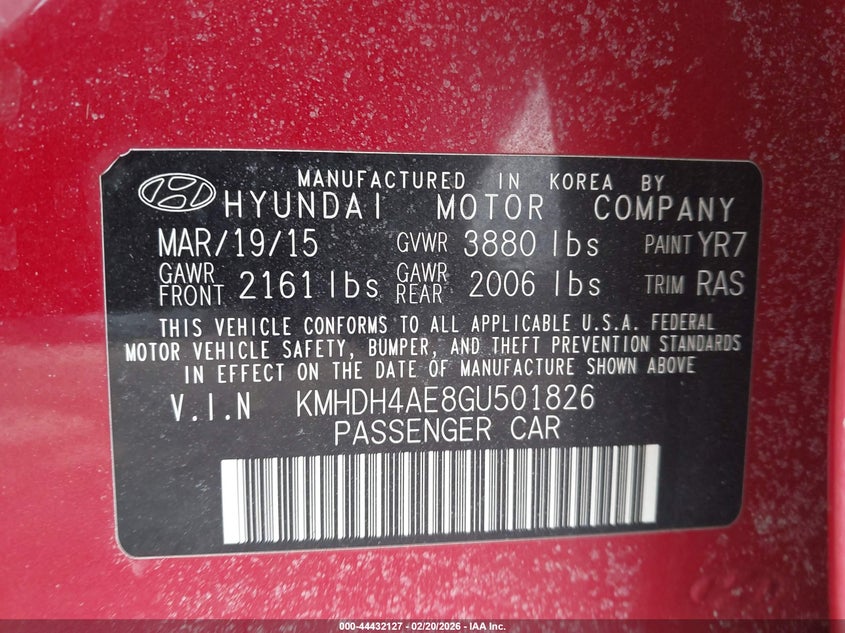 MANUFACTURED IN KOREA BY
HYUNDAI MOTOR COMPANY
MAR/19/15 GVWR 3880 lbs PAINT YR7
GAWR FRONT 2161 lbs GAWR REAR 2006 lbs TRIM RAS
THIS VEHICLE CONFORMS TO ALL APPLICABLE U.S.A. FEDERAL
MOTOR VEHICLE SAFETY, BUMPER, AND THEFT PREVENTION STANDARDS
IN EFFECT ON THE DATE OF MANUFACTURE SHOWN ABOVE
V.I.N KMHDH4AE8GU501826
PASSENGER CAR
000-44432127 - 02/20/2026 - IAA Inc.